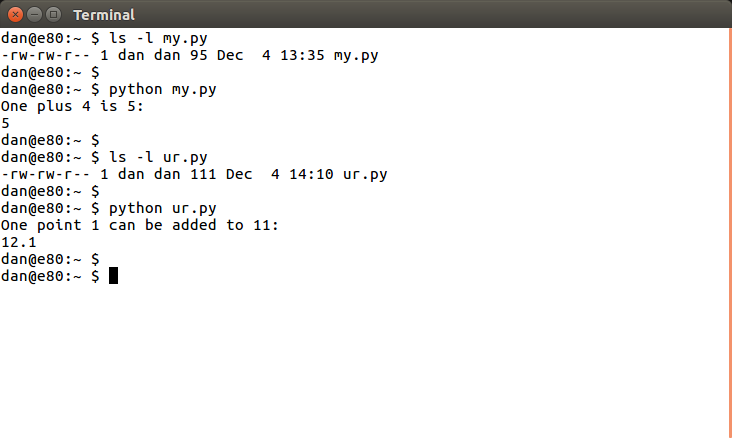 Terminal
dan@e80:~ $ ls -l my.py
-rw-rw-r-- 1 dan dan 95 Dec  4 13:35 my.py
dan@e80:~ $
dan@e80:~ $ python my.py
One plus 4 is 5:
5
dan@e80:~ $
dan@e80:~ $ ls -l ur.py
-rw-rw-r-- 1 dan dan 111 Dec  4 14:10 ur.py
dan@e80:~ $
dan@e80:~ $ python ur.py
One point 1 can be added to 11:
12.1
dan@e80:~ $
dan@e80:~ $